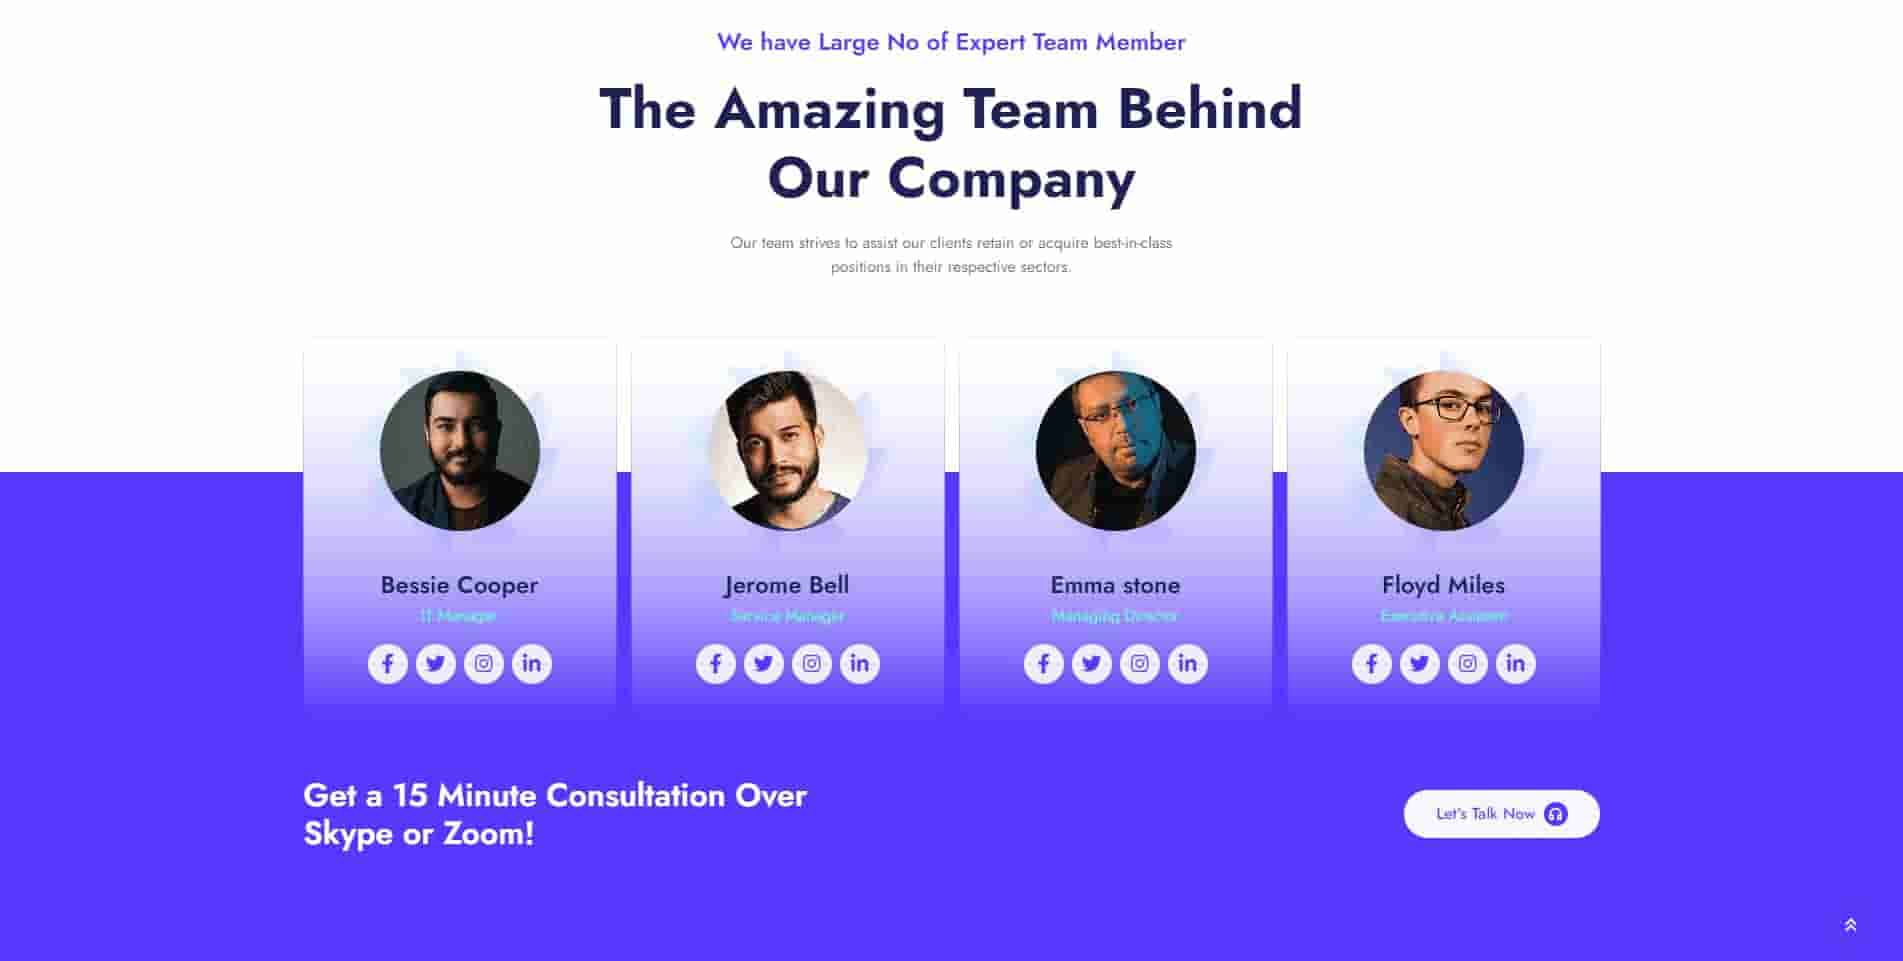 We have Large No of Expert Team Member
The Amazing Team Behind
Our Company
Our team strives to assist our clients retain or acquire best-in-class
positions in their respective sectors.
Bessie Cooper
IT Manager
Jerome Bell
Service Manager
Emma stone
Managing Director
Floyd Miles
Executive Assistent
Get a 15 Minute Consultation Over
Skype or Zoom!
Let's Talk Now